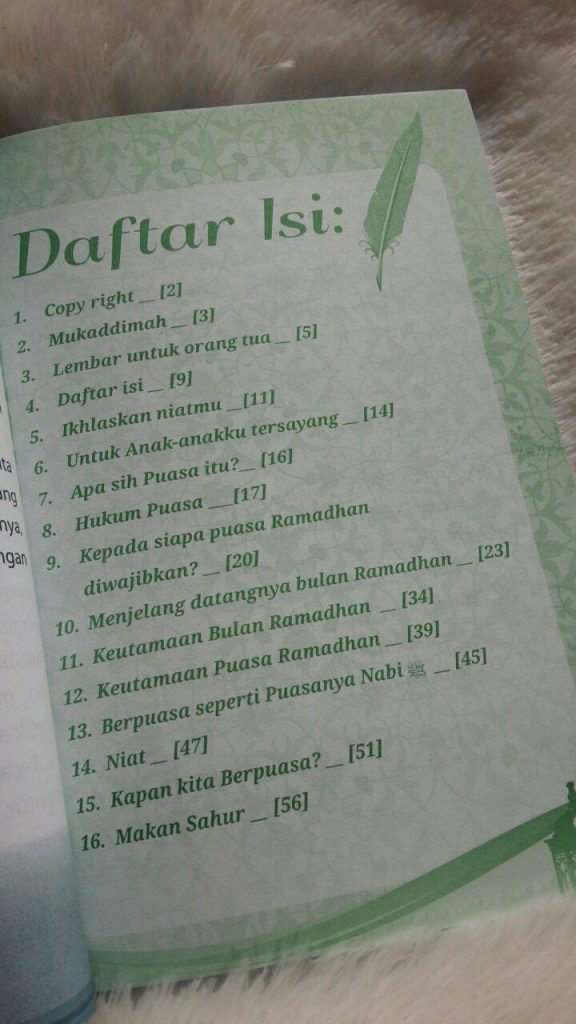 Daftar Isi:
1. Copy right __ [2]
2. Mukaddimah __ [3]
3. Lembar untuk orang tua __ [5]
4. Daftar isi __ [9]
5. Ikhlaskan niatmu __[11]
6. Untuk Anak-anakku tersayang __ [14]
7. Apa sih Puasa itu?__ [16]
8. Hukum Puasa ___[17]
9. Kepada siapa puasa Ramadhan
diwajibkan? __ [20]
10. Menjelang datangnya bulan Ramadhan __ [23]
11. Keutamaan Bulan Ramadhan __ [34]
12. Keutamaan Puasa Ramadhan __ [39]
13. Berpuasa seperti Puasanya Nabi ﷺ __ [45]
14. Niat __ [47]
15. Kapan kita Berpuasa? __ [51]
16. Makan Sahur __ [56]